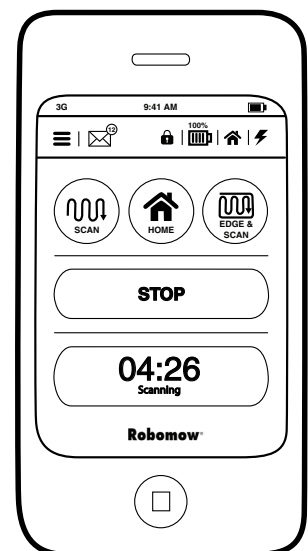 3G 9:41 AM
12
100%
SCAN
HOME
EDGE &
SCAN
STOP
04:26
Scanning
Robomow®